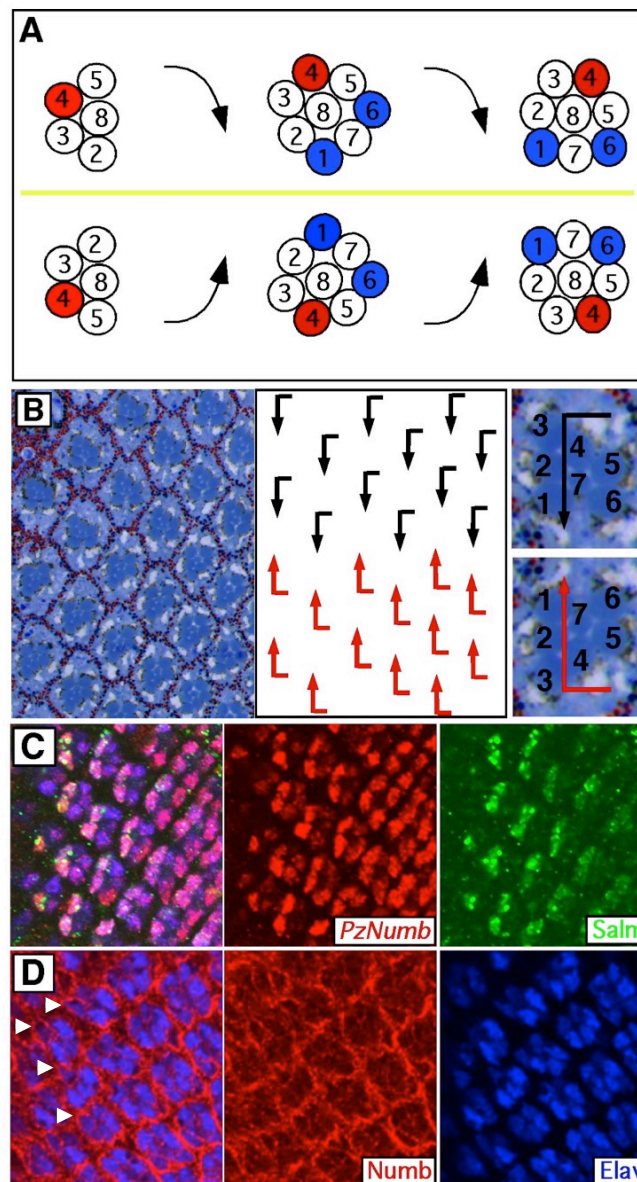 A
5 4 8 3 2
4 5 3 8 6 2 7 1
3 4 2 8 5 1 7 6
2 3 8 4 5
1 2 7 8 6 3 5 4
1 7 6 2 8 5 3 4
B
3 4 2 5 7 1 6
1 6 7 2 5 4 3
C
PzNumb
Salm
D
Numb
Elav